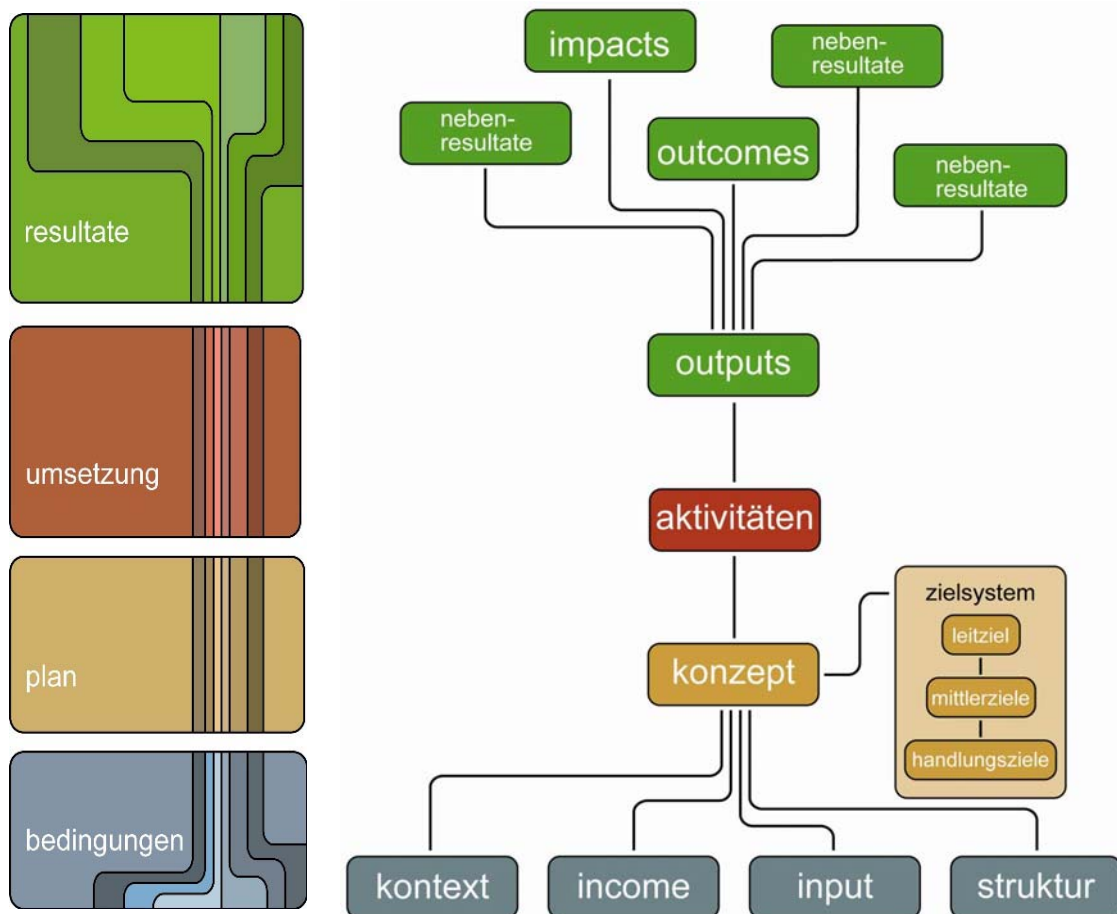 resultate
umsetzung
plan
bedingungen
impacts
neben-
resultate
neben-
resultate
outcomes
neben-
resultate
outputs
aktivitäten
konzept
zielsystem
leitziel
mittlerziele
handlungsziele
kontext
income
input
struktur